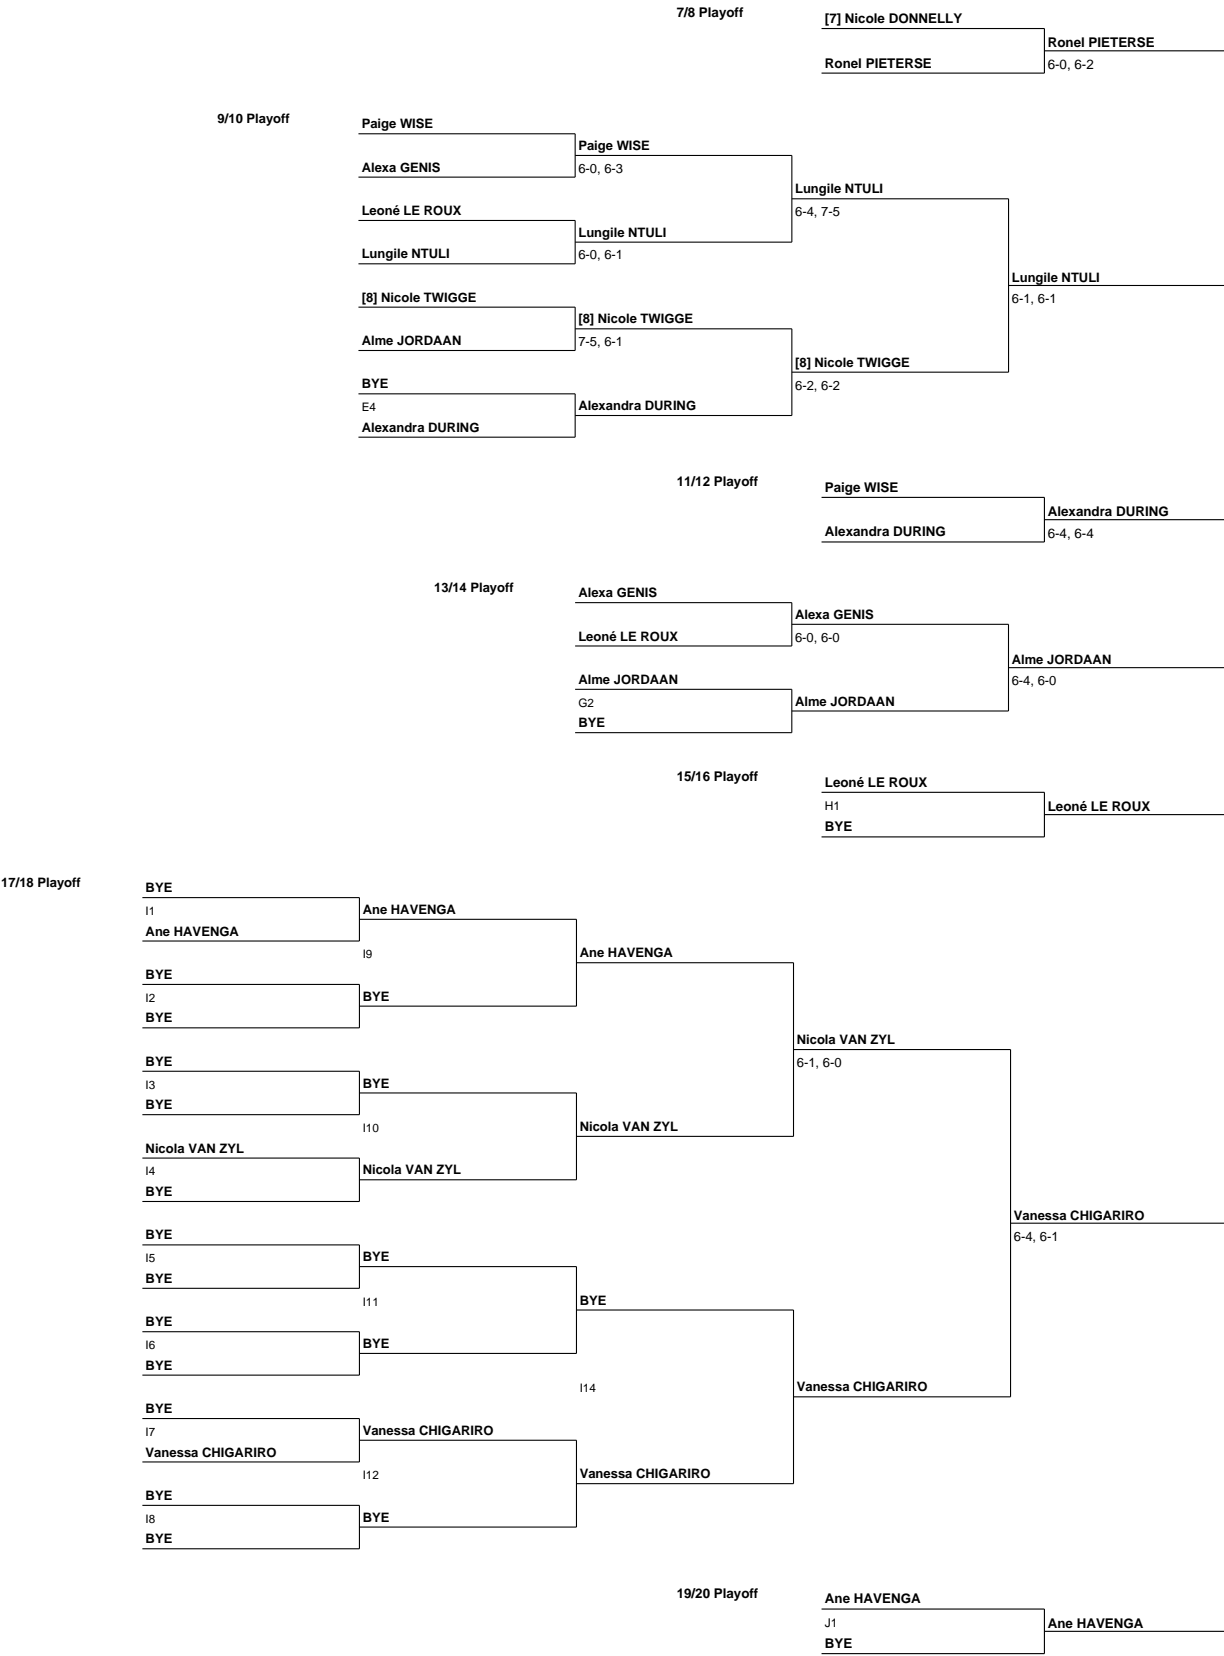 7/8 Playoff
[7] Nicole DONNELLY
Ronel PIETERSE
Ronel PIETERSE
6-0, 6-2
9/10 Playoff
Paige WISE
Paige WISE
Alexa GENIS
6-0, 6-3
Lungile NTULI
Leoné LE ROUX
6-4, 7-5
Lungile NTULI
Lungile NTULI
6-0, 6-1
Lungile NTULI
[8] Nicole TWIGGE
6-1, 6-1
[8] Nicole TWIGGE
Alme JORDAAN
7-5, 6-1
[8] Nicole TWIGGE
BYE
6-2, 6-2
E4
Alexandra DURING
Alexandra DURING
11/12 Playoff
Paige WISE
Alexandra DURING
Alexandra DURING
6-4, 6-4
13/14 Playoff
Alexa GENIS
Alexa GENIS
Leoné LE ROUX
6-0, 6-0
Alme JORDAAN
Alme JORDAAN
6-4, 6-0
G2
Alme JORDAAN
BYE
15/16 Playoff
Leoné LE ROUX
H1
Leoné LE ROUX
BYE
17/18 Playoff
BYE
I1
Ane HAVENGA
Ane HAVENGA
I9
Ane HAVENGA
BYE
I2
BYE
BYE
Nicola VAN ZYL
BYE
6-1, 6-0
I3
BYE
BYE
I10
Nicola VAN ZYL
Nicola VAN ZYL
I4
Nicola VAN ZYL
BYE
Vanessa CHIGARIRO
BYE
6-4, 6-1
I5
BYE
BYE
I11
BYE
BYE
I6
BYE
BYE
I14
Vanessa CHIGARIRO
BYE
I7
Vanessa CHIGARIRO
Vanessa CHIGARIRO
I12
Vanessa CHIGARIRO
BYE
I8
BYE
BYE
19/20 Playoff
Ane HAVENGA
J1
Ane HAVENGA
BYE